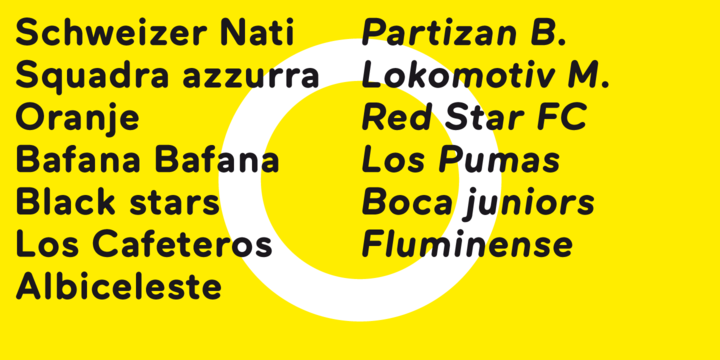 Schweizer Nati
Squadra azzurra
Oranje
Bafana Bafana
Black stars
Los Cafeteros
Albiceleste
Partizan B.
Lokomotiv M.
Red Star FC
Los Pumas
Boca juniors
Fluminense